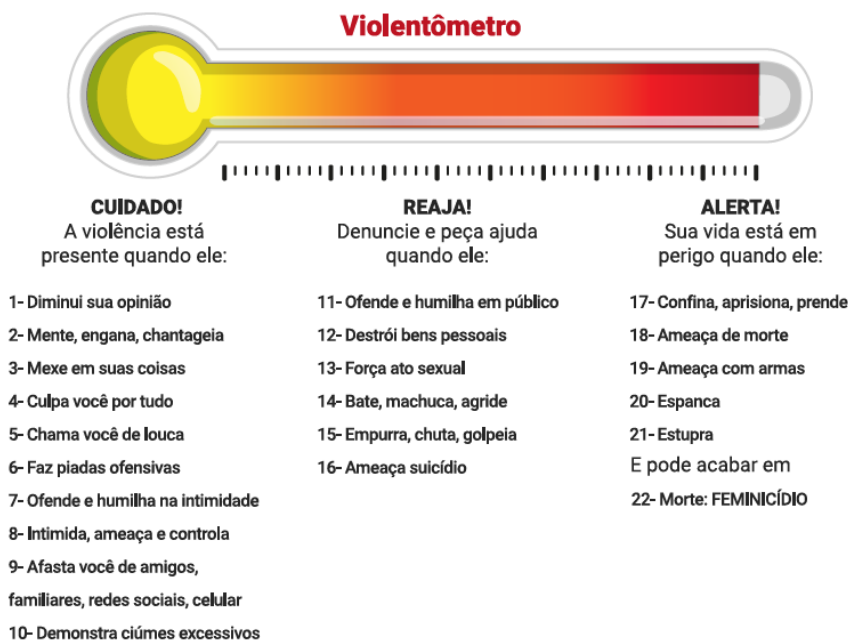 Violentômetro
CUIDADO!
A violência está
presente quando ele:
1- Diminui sua opinião
2- Mente, engana, chantageia
3- Mexe em suas coisas
4- Culpa você por tudo
5- Chama você de louca
6- Faz piadas ofensivas
7- Ofende e humilha na intimidade
8- Intimida, ameaça e controla
9- Afasta você de amigos,
familiares, redes sociais, celular
10- Demonstra ciúmes excessivos
REAJA!
Denuncie e peça ajuda
quando ele:
11- Ofende e humilha em público
12- Destrói bens pessoais
13- Força ato sexual
14- Bate, machuca, agride
15- Empurra, chuta, golpeia
16- Ameaça suicídio
ALERTA!
Sua vida está em
perigo quando ele:
17- Confina, aprisiona, prende
18- Ameaça de morte
19- Ameaça com armas
20- Espanca
21- Estupra
E pode acabar em
22- Morte: FEMINICÍDIO